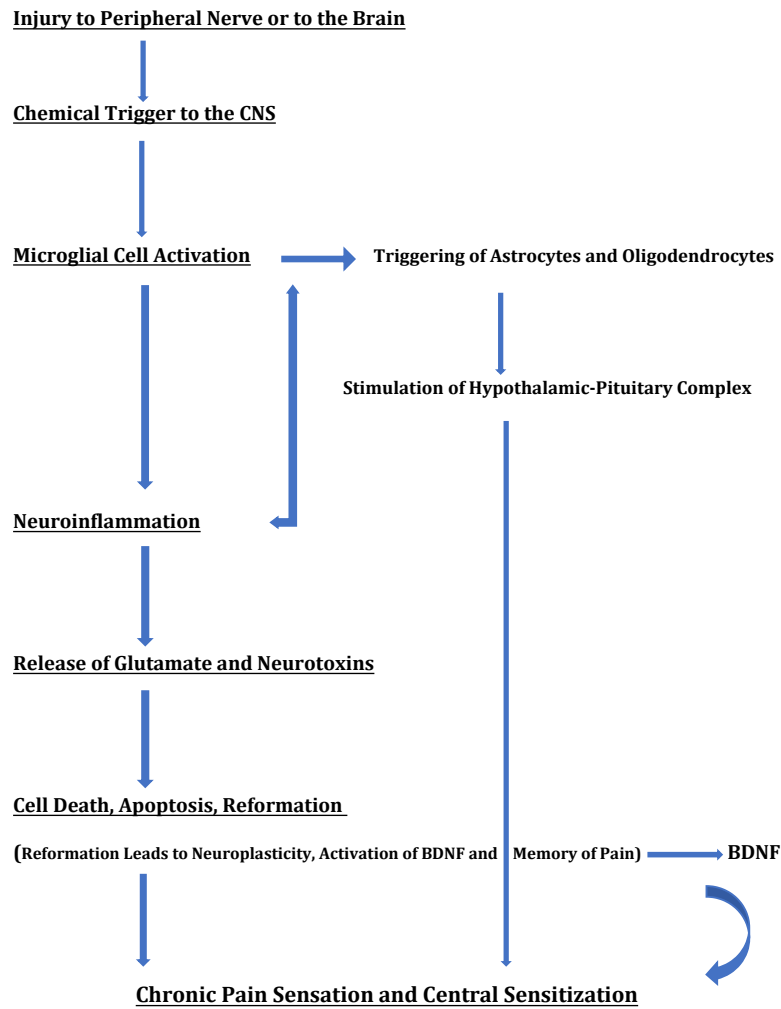 Injury to Peripheral Nerve or to the Brain
Chemical Trigger to the CNS
Microglial Cell Activation
Triggering of Astrocytes and Oligodendrocytes
Stimulation of Hypothalamic-Pituitary Complex
Neuroinflammation
Release of Glutamate and Neurotoxins
Cell Death, Apoptosis, Reformation
(Reformation Leads to Neuroplasticity, Activation of BDNF and Memory of Pain)
BDNF
Chronic Pain Sensation and Central Sensitization